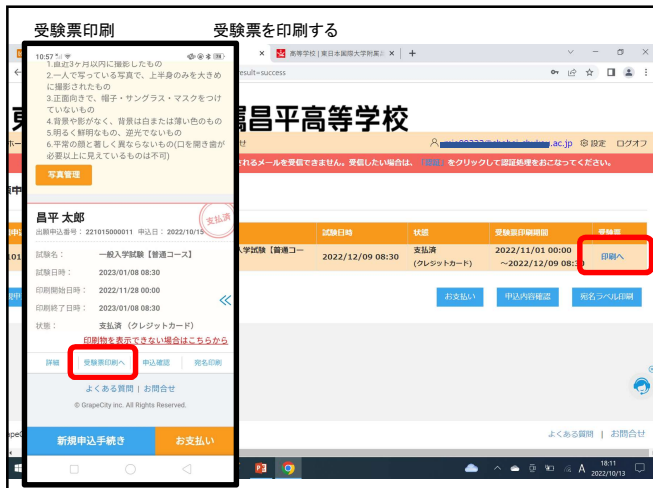 受験票印刷
受験票を印刷する
10:57
1.直近3ヶ月以内に撮影したもの
2.一人で写っている写真で、上半身のみを大きめ
に撮影されたもの
3.正面向きで、帽子・サングラス・マスクをつけ
ていないもの
4.背景や影がなく、背景は白または薄い色のもの
5.明るく鮮明なもの、逆光でないもの
6.平常の顔と著しく異ならないもの(口を開き歯が
必要以上に見えているものは不可)
写真管理
昌平 太郎
支払済
出願申込番号： 221015000011 申込日： 2022/10/15
試験名： 一般入学試験【普通コース】
試験日時： 2023/01/08 08:30
印刷開始日時： 2022/11/28 00:00
印刷終了日時： 2023/01/08 08:30
状態： 支払済 （クレジットカード）
印刷物を表示できない場合はこちらから
詳細 受験票印刷へ 申込確認 宛名印刷
よくある質問 | お問合せ
© GrapeCity inc. All Rights Reserved.
新規申込手続き お支払い
高等学校 | 東日本国際大学附属
esult=success
属昌平高等学校
.ac.jp 設定 ログオフ
されるメールを受信できません。受信したい場合は、「認証」をクリックして認証処理をおこなってください。
試験日時 状態 受験票印刷期間 受験票
入学試験【普通コー
2022/12/09 08:30
支払済
(クレジットカード)
2022/11/01 00:00
～2022/12/09 08:30
印刷へ
お支払い 申込内容確認 宛名ラベル印刷
よくある質問 | お問合せ
A 18:11
2022/10/13